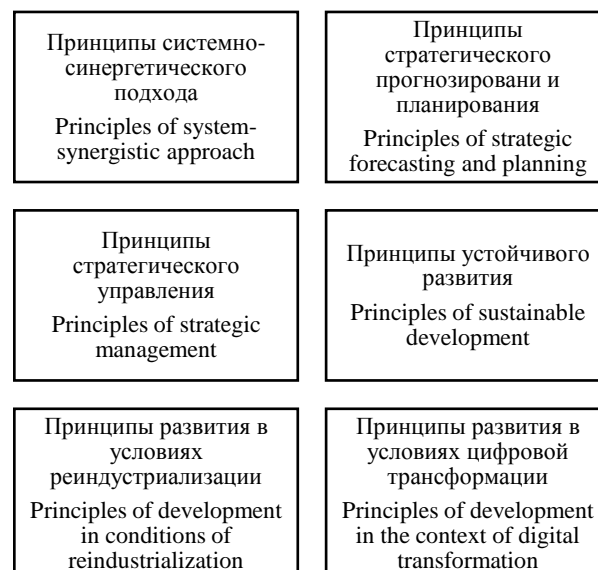 Принципы системно-
синергетического
подхода
Principles of system-
synergistic approach
Принципы
стратегического
прогнозировани и
планирования
Principles of strategic
forecasting and planning
Принципы
стратегического
управления
Principles of strategic
management
Принципы устойчивого
развития
Principles of sustainable
development
Принципы развития в
условиях
реиндустриализации
Principles of development
in conditions of
reindustrialization
Принципы развития в
условиях цифровой
трансформации
Principles of development
in the context of digital
transformation